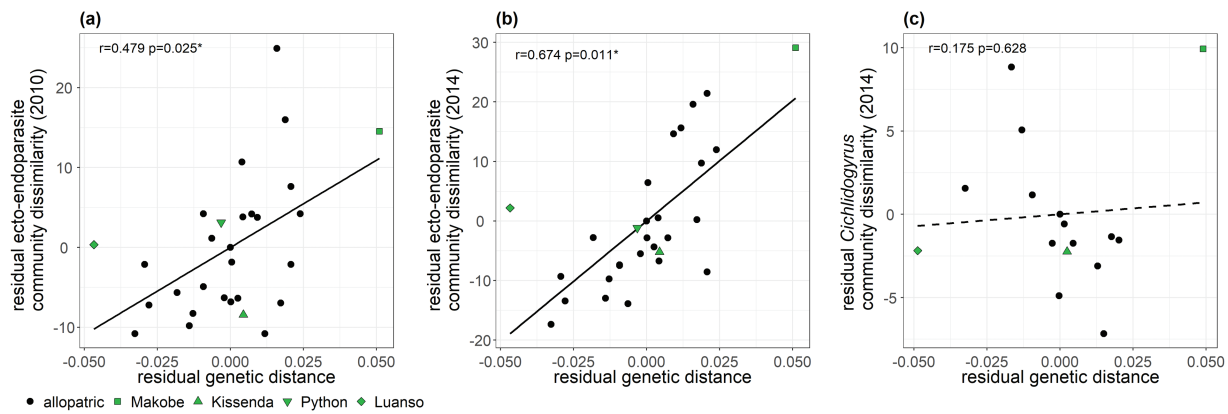 (a)
r=0.479 p=0.025*
residual ecto-endoparasite
community dissimilarity (2010)
20
10
0
-10
-0.050
-0.025
0.000
0.025
0.050
residual genetic distance
(b)
r=0.674 p=0.011*
residual ecto-endoparasite
community dissimilarity (2014)
30
20
10
0
-10
-20
-0.050
-0.025
0.000
0.025
0.050
residual genetic distance
(c)
r=0.175 p=0.628
residual Cichlidogyrus
community dissimilarity (2014)
10
5
0
-5
-0.050
-0.025
0.000
0.025
0.050
residual genetic distance
allopatric Makobe Kissenda Python Luanso